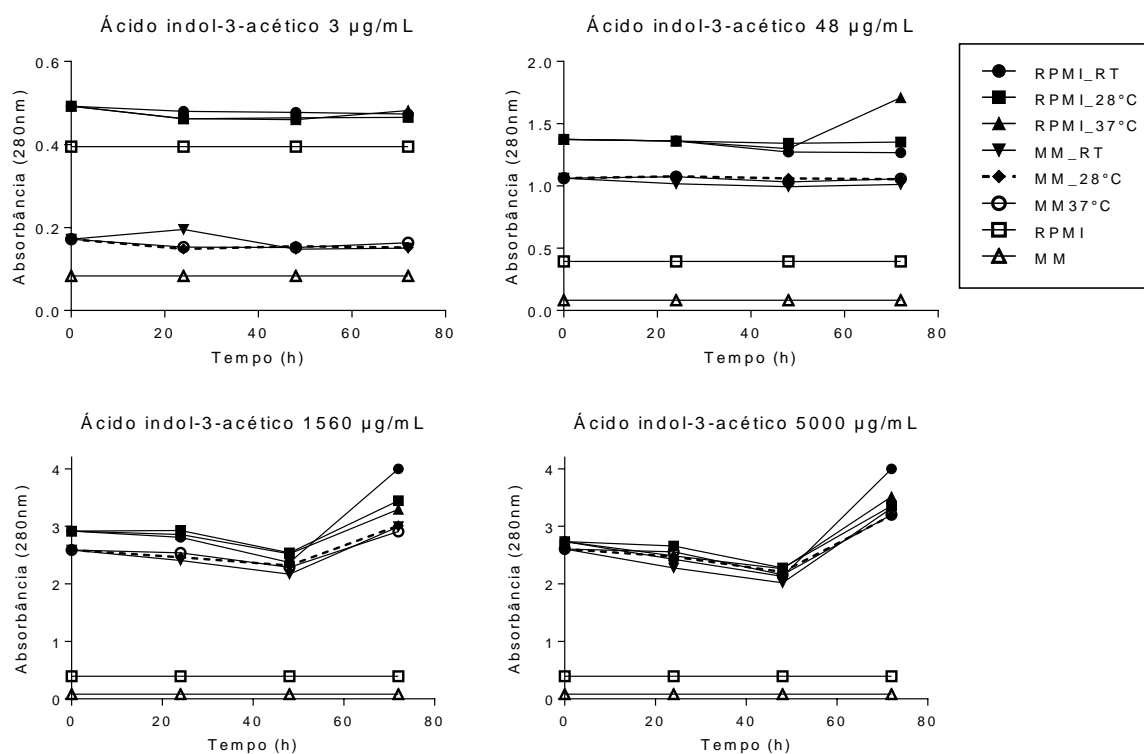 Ácido indol-3-acético 3 µg/mL
Absorbância (280nm)
0.6
0.4
0.2
0.0
0 20 40 60 80
Tempo (h)
Ácido indol-3-acético 48 µg/mL
Absorbância (280nm)
2.0
1.5
1.0
0.5
0.0
0 20 40 60 80
Tempo (h)
RPMI_RT
RPMI_28°C
RPMI_37°C
MM_RT
MM_28°C
MM37°C
RPMI
MM
Ácido indol-3-acético 1560 µg/mL
Absorbância (280nm)
4
3
2
1
0
0 20 40 60 80
Tempo (h)
Ácido indol-3-acético 5000 µg/mL
Absorbância (280nm)
4
3
2
1
0
0 20 40 60 80
Tempo (h)